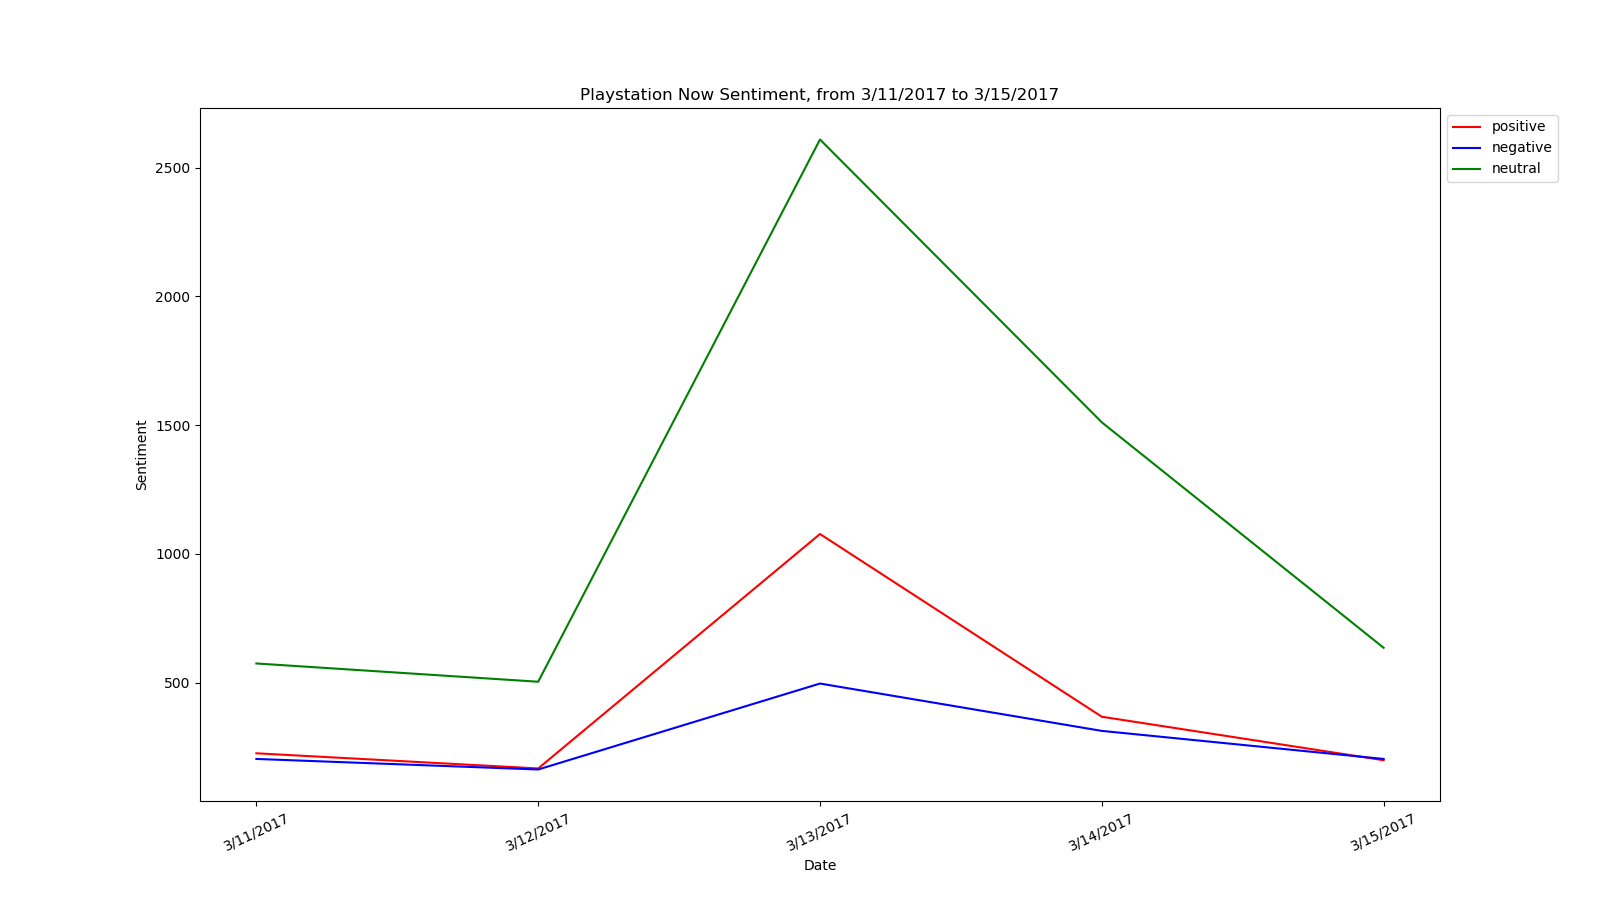 Playstation Now Sentiment, from 3/11/2017 to 3/15/2017
positive
negative
neutral
2500
2000
1500
1000
500
Sentiment
3/11/2017
3/12/2017
3/13/2017
3/14/2017
3/15/2017
Date